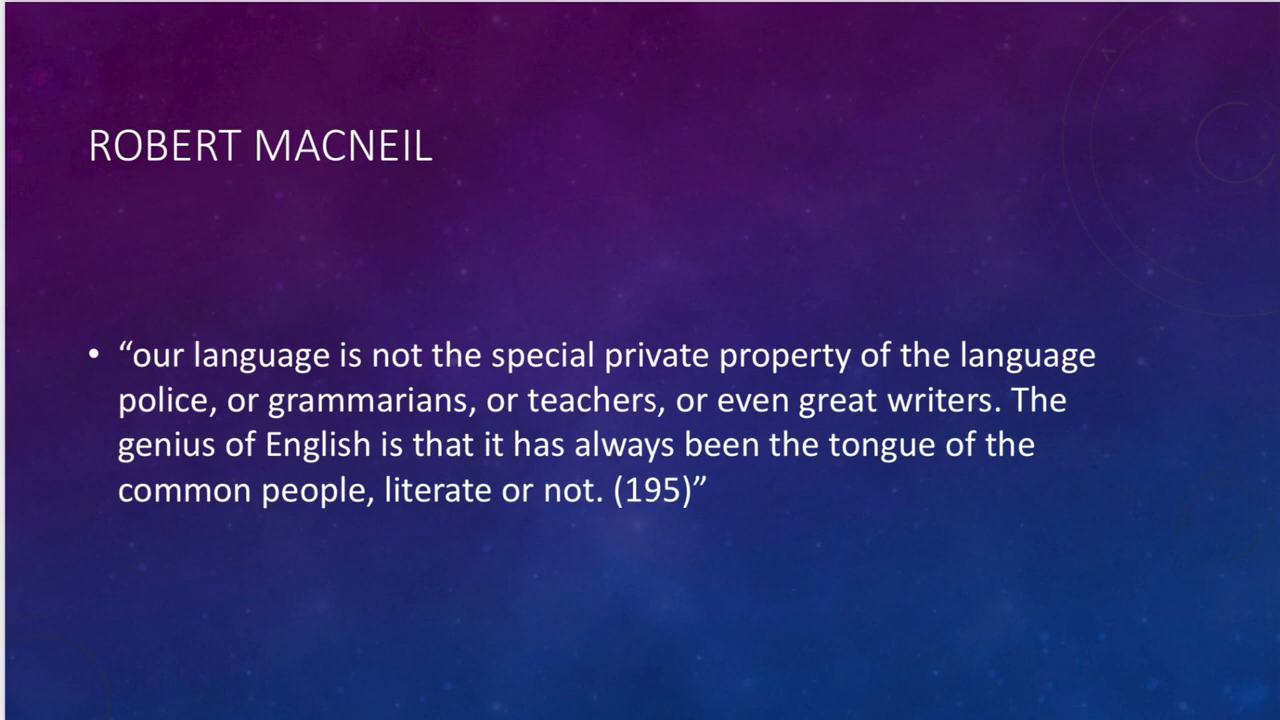 ROBERT MACNEIL
• “our language is not the special private property of the language
police, or grammarians, or teachers, or even great writers. The
genius of English is that it has always been the tongue of the
common people, literate or not. (195)”